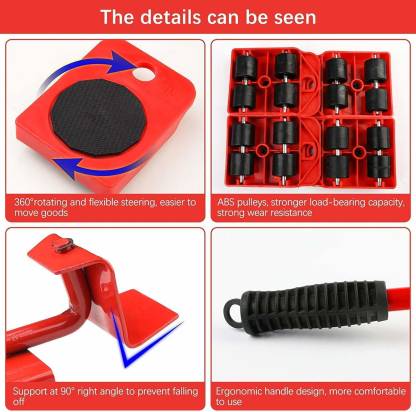 The details can be seen
360°rotating and flexible steering, easier to
move goods
ABS pulleys, stronger load-bearing capacity,
strong wear resistance
Support at 90° right angle to prevent falling
off
Ergonomic handle design, more comfortable
to use